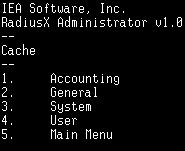 IEA Software, Inc.
RadiusX Administrator v1.0
--
Cache
--
1. Accounting
2. General
3. System
4. User
5. Main Menu